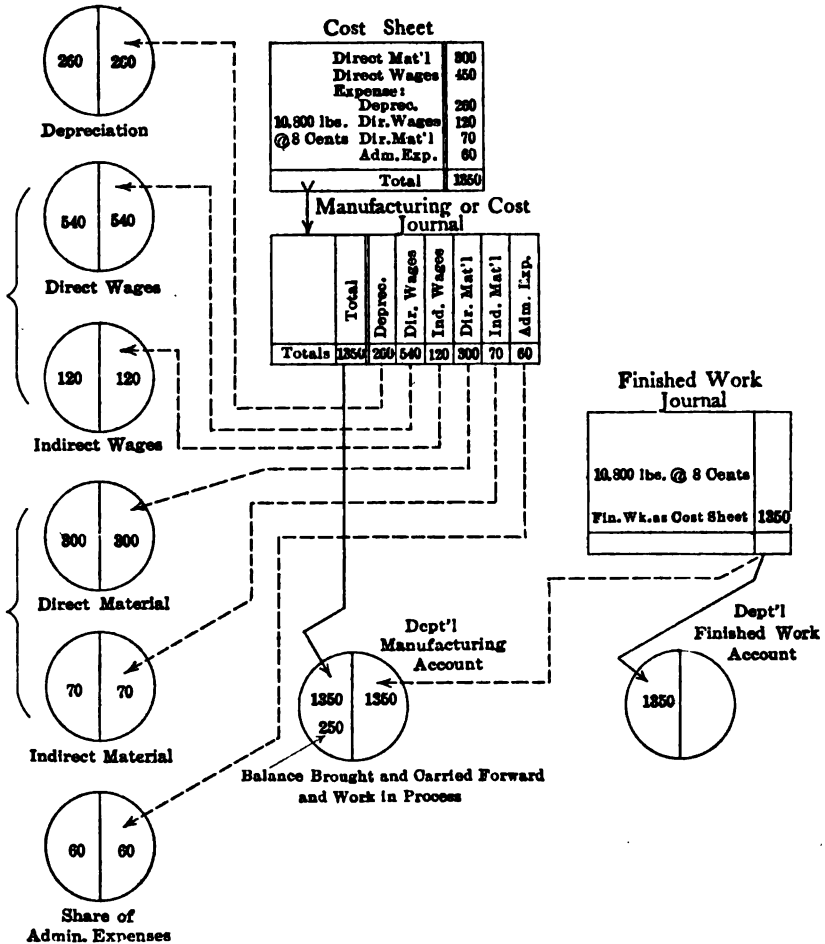 Cost Sheet
Direct Mat'l 300
Direct Wages 450
Expense:
Deprec. 260
10.800 lbs. Dir.Wages 120
@ 8 Cents Dir.Mat'l 70
Adm.Exp. 60
Total 1350
260 260
Depreciation
540 540
Direct Wages
120 120
Indirect Wages
300 300
Direct Material
70 70
Indirect Material
60 60
Share of
Admin. Expenses
Manufacturing or Cost
Journal
Total Deprec. Dir. Wages Ind. Wages Dir. Mat'l Ind. Mat'l Adm. Exp.
Totals 1350 260 540 120 300 70 60
Finished Work
Journal
10.800 lbs. @ 8 Cents
Fin.Wk.as Cost Sheet 1350
Dept'l
Manufacturing
Account
1350 1350
250
Balance Brought and Carried Forward
and Work in Process
Dept'l
Finished Work
Account
1350